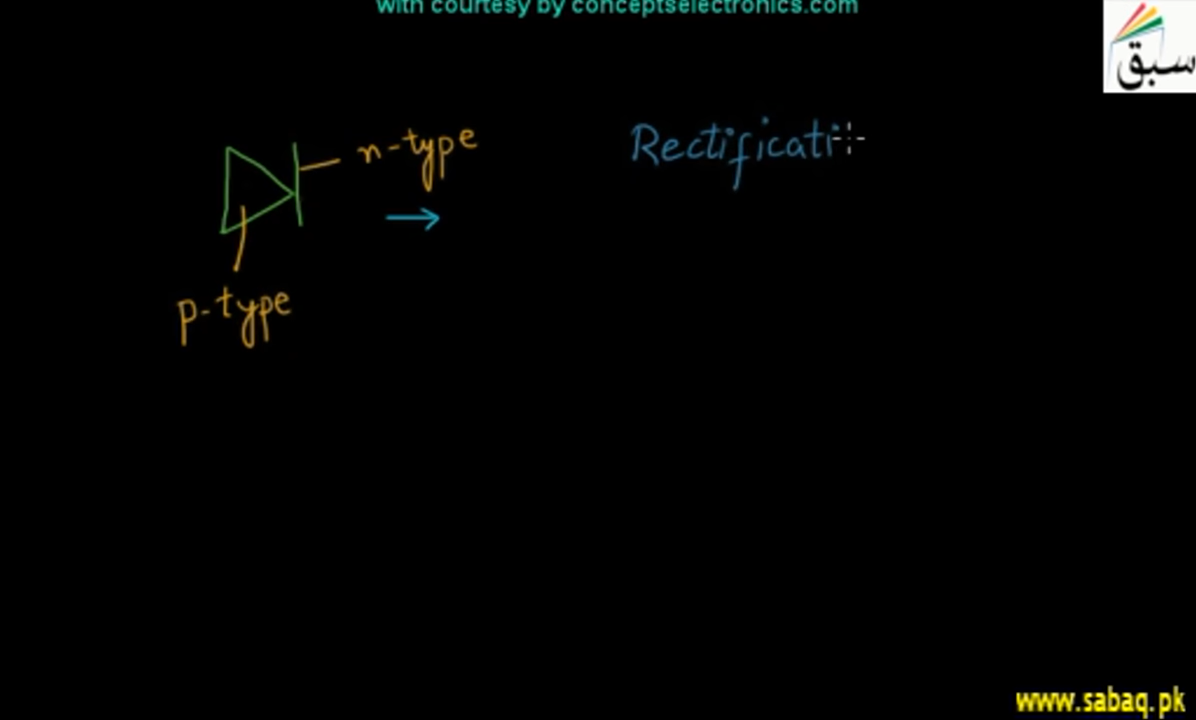 with courtesy by conceptselectronics.com
سبق
n-type
Rectificati
p-type
www.sabaq.pk